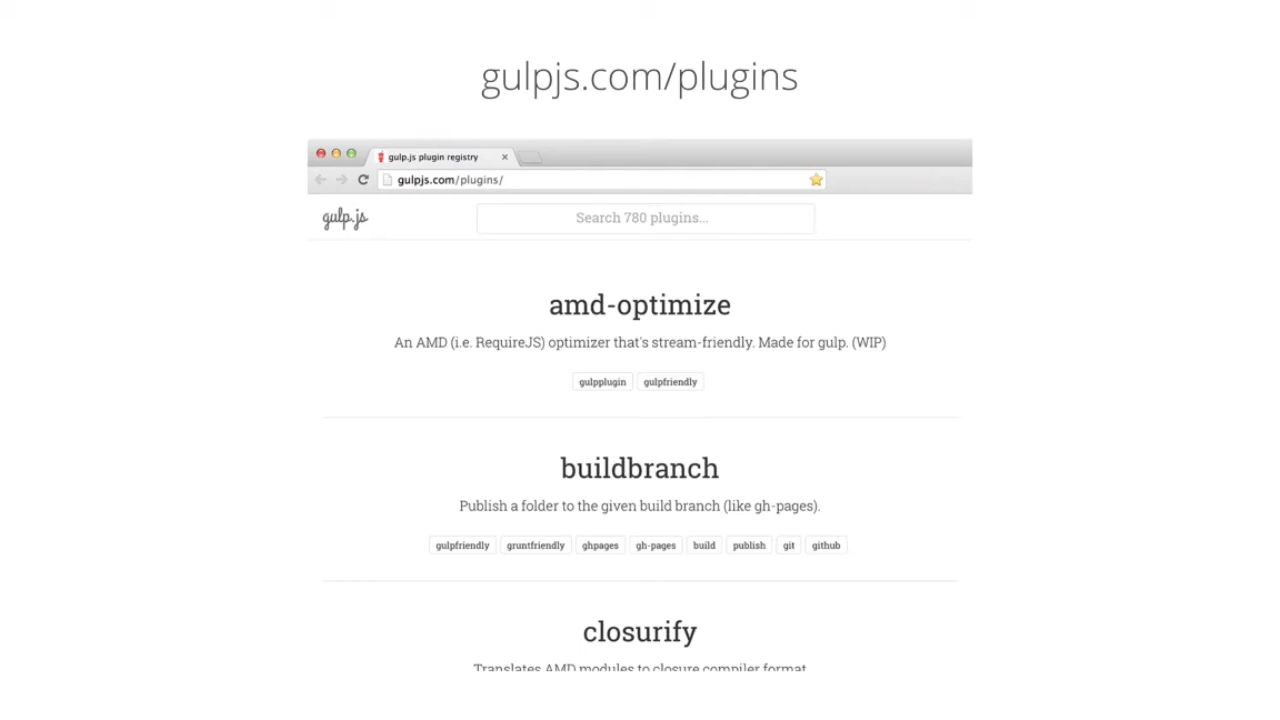 gulpjs.com/plugins
gulp.js plugin registry
gulpjs.com/plugins/
gulp.js
Search 780 plugins...
amd-optimize
An AMD (i.e. RequireJS) optimizer that's stream-friendly. Made for gulp. (WIP)
gulpplugin gulpfriendly
buildbranch
Publish a folder to the given build branch (like gh-pages).
gulpfriendly gruntfriendly ghpages gh-pages build publish git github
closurify
Translates AMD modules to closure compiler format